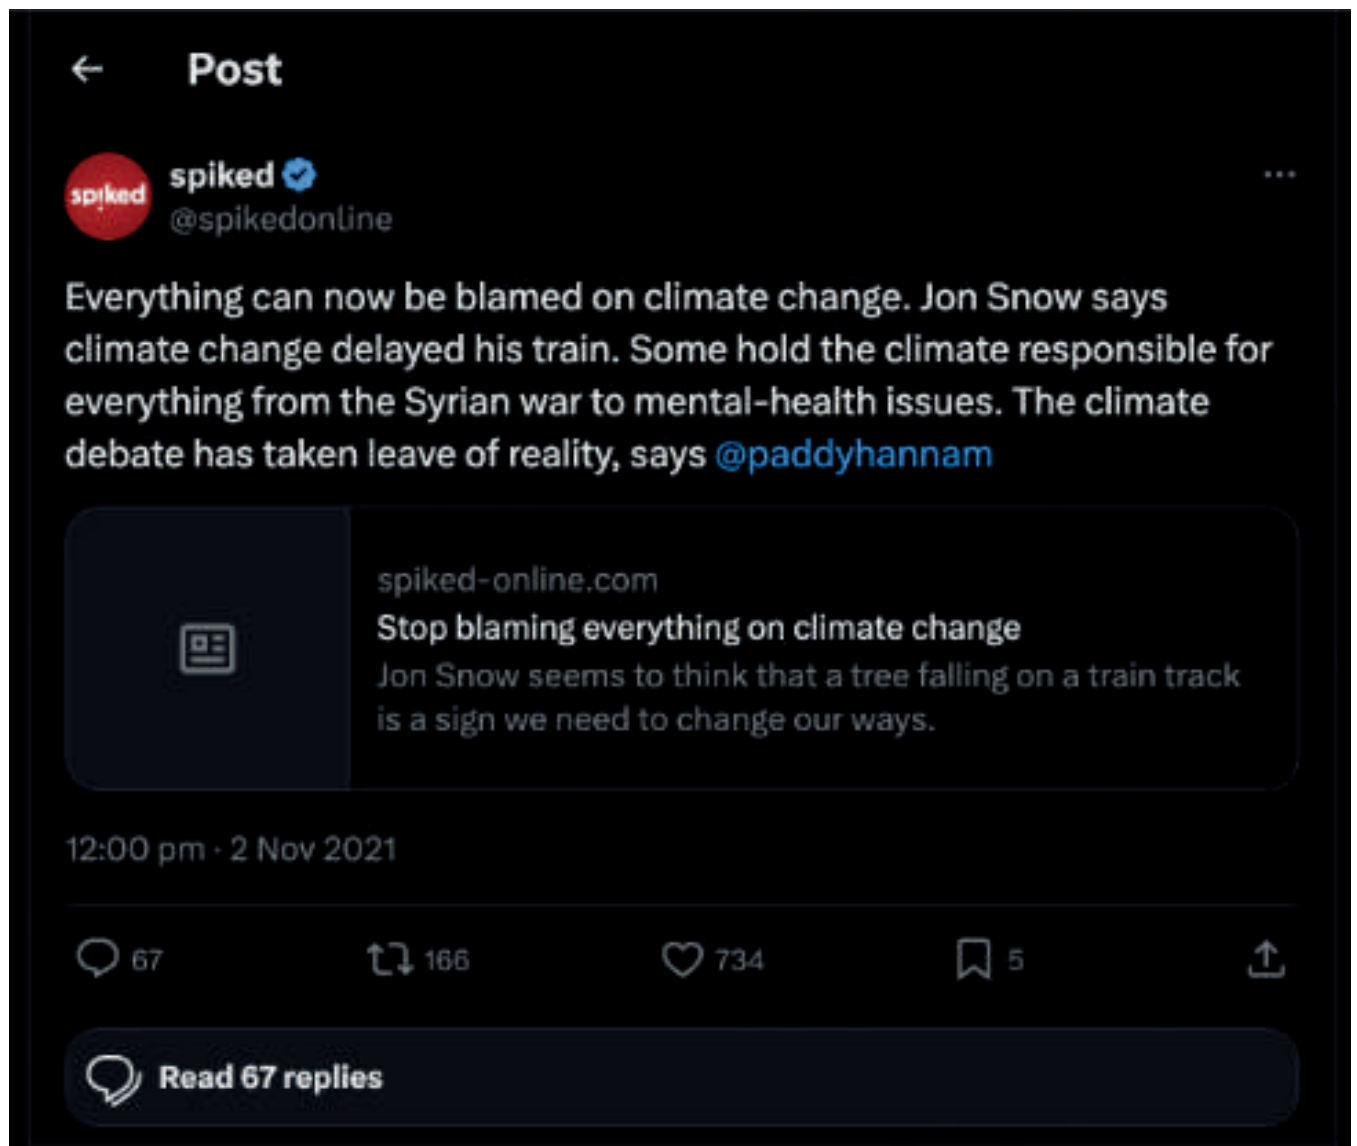 Post
spiked
spiked
@spikedonline
Everything can now be blamed on climate change. Jon Snow says
climate change delayed his train. Some hold the climate responsible for
everything from the Syrian war to mental-health issues. The climate
debate has taken leave of reality, says @paddyhannam
spiked-online.com
Stop blaming everything on climate change
Jon Snow seems to think that a tree falling on a train track
is a sign we need to change our ways.
12:00 pm · 2 Nov 2021
67 166 734 5
Read 67 replies